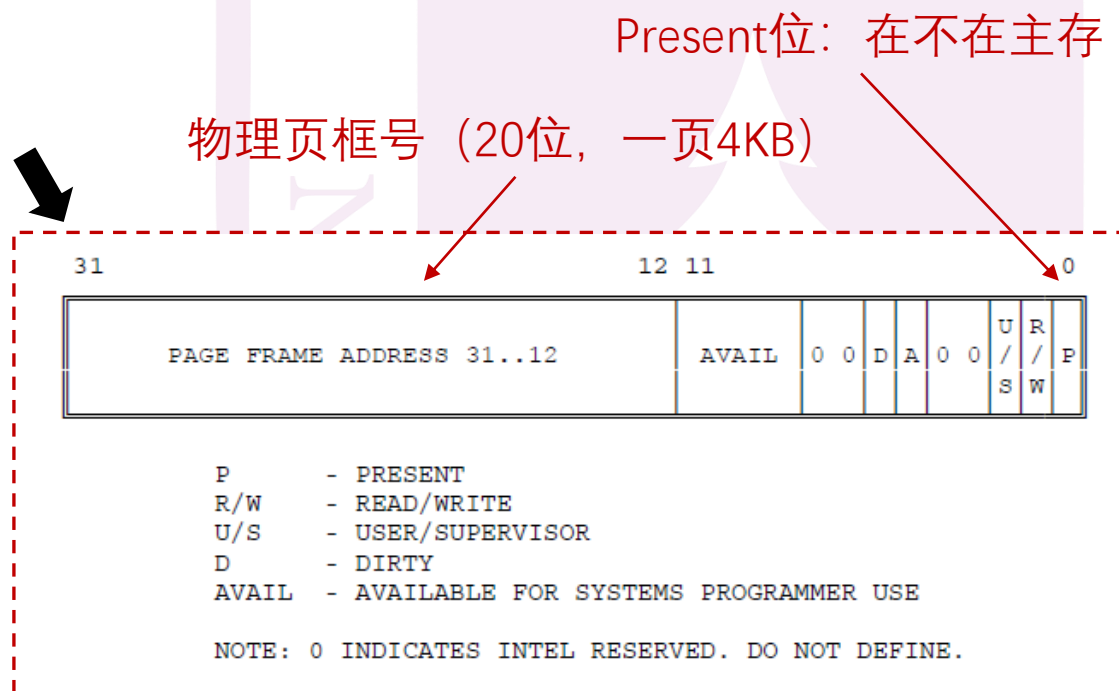 Present位：在不在主存
物理页框号（20位，一页4KB）
31 12 11 0
PAGE FRAME ADDRESS 31..12 AVAIL 0 0 D A 0 0 U/S R/W P
P - PRESENT
R/W - READ/WRITE
U/S - USER/SUPERVISOR
D - DIRTY
AVAIL - AVAILABLE FOR SYSTEMS PROGRAMMER USE
NOTE: 0 INDICATES INTEL RESERVED. DO NOT DEFINE.